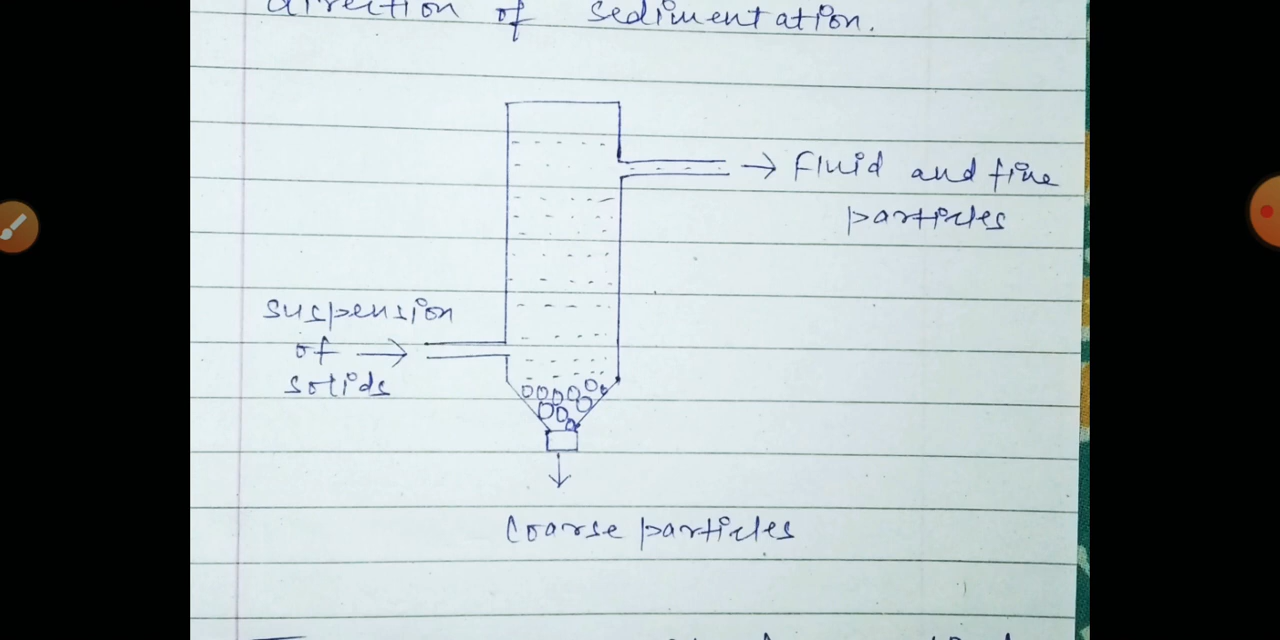 direction of sedimentation.
→ Fluid and fine
particles
suspension
of →
solids
Coarse particles